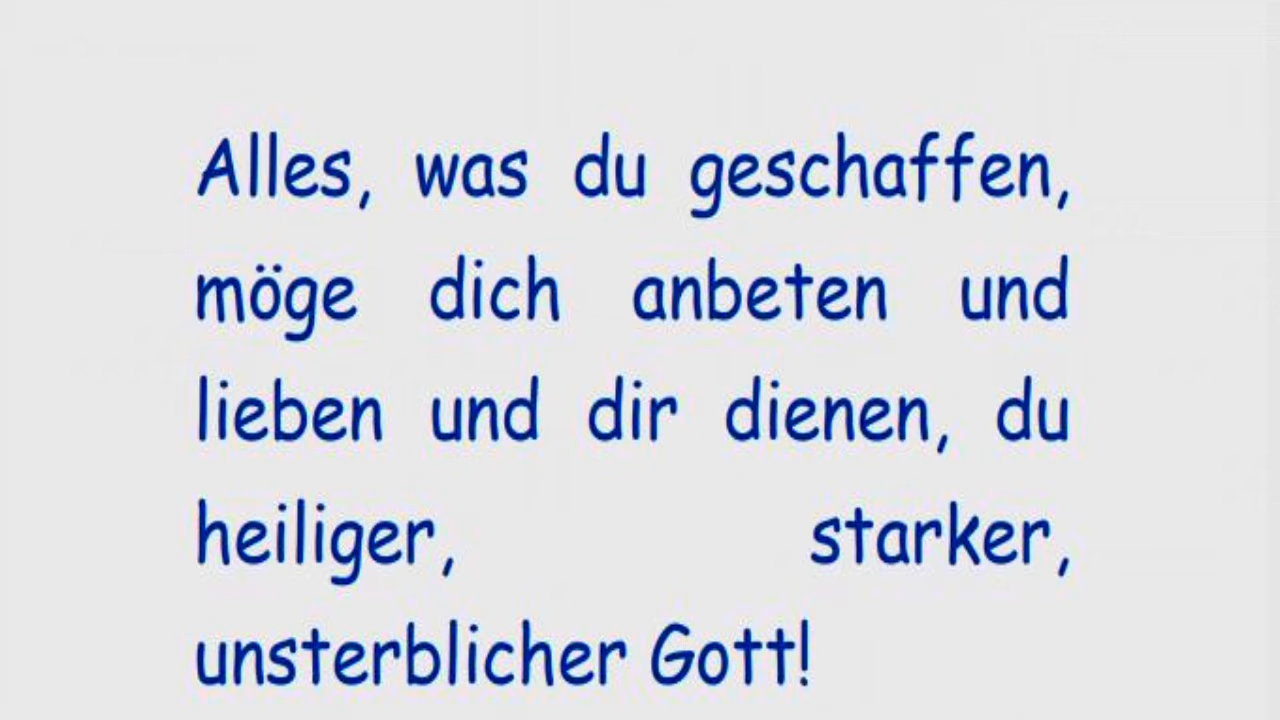 Alles, was du geschaffen,
möge dich anbeten und
lieben und dir dienen, du
heiliger, starker,
unsterblicher Gott!